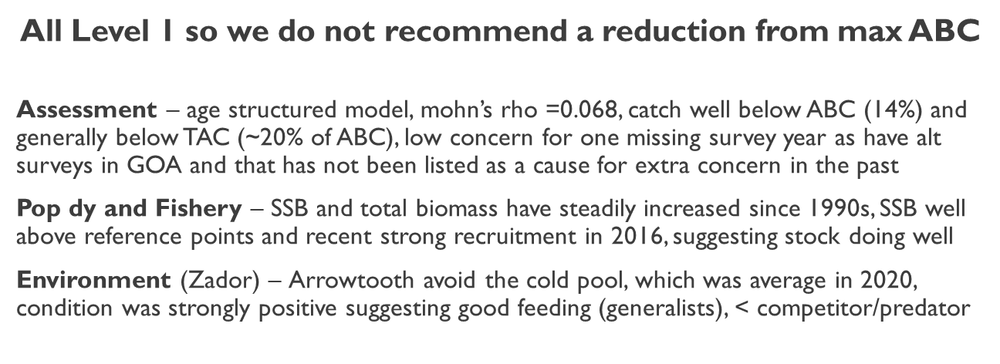 All Level 1 so we do not recommend a reduction from max ABC
Assessment – age structured model, mohn’s rho =0.068, catch well below ABC (14%) and
generally below TAC (~20% of ABC), low concern for one missing survey year as have alt
surveys in GOA and that has not been listed as a cause for extra concern in the past
Pop dy and Fishery – SSB and total biomass have steadily increased since 1990s, SSB well
above reference points and recent strong recruitment in 2016, suggesting stock doing well
Environment (Zador) – Arrowtooth avoid the cold pool, which was average in 2020,
condition was strongly positive suggesting good feeding (generalists), < competitor/predator